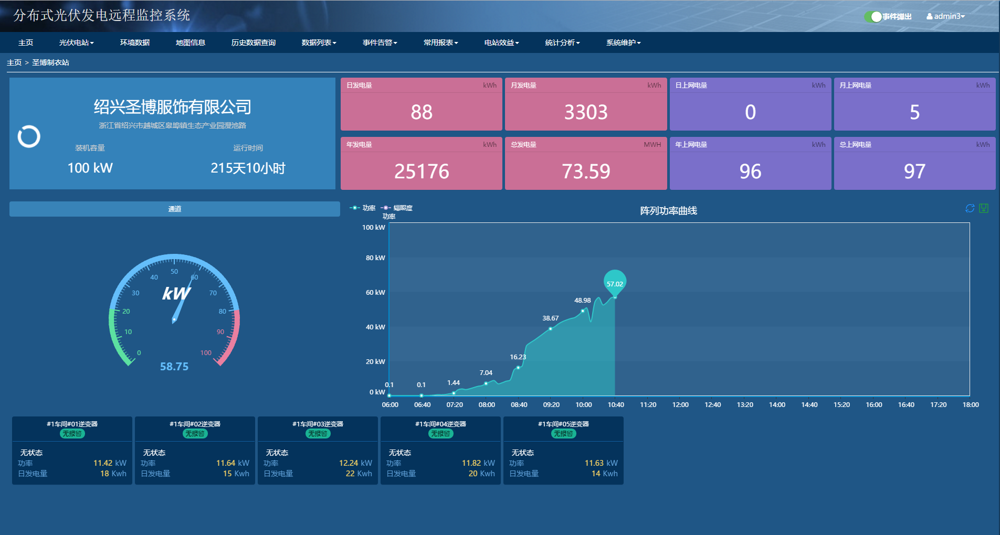 分布式光伏发电远程监控系统
事件弹出 admin3
主页 光伏电站 环境数据 地图信息 历史数据查询 数据列表 事件告警 常用报表 电站效益 统计分析 系统维护
主页 > 圣博制衣站
绍兴圣博服饰有限公司
浙江省绍兴市越城区皋埠镇生态产业园漫池路
装机容量 运行时间
100 kW 215天10小时
日发电量 kWh 月发电量 kWh 日上网电量 kWh 月上网电量 kWh
88 3303 0 5
年发电量 kWh 总发电量 MWH 年上网电量 kWh 总上网电量 kWh
25176 73.59 96 97
通道
0 10 20 30 40 50 60 70 80 90 100
kW
58.75
功率 辐照度
阵列功率曲线
功率
100 kW
80 kW
60 kW
40 kW
20 kW
0 kW
0.1 0.1 1.44 7.04 16.23 38.67 48.98 57.02
06:00 06:40 07:20 08:00 08:40 09:20 10:00 10:40 11:20 12:00 12:40 13:20 14:00 14:40 15:20 16:00 16:40 17:20 18:00
#1车间#01逆变器
无报警
无状态
功率 11.42 kW
日发电量 18 Kwh
#1车间#02逆变器
无报警
无状态
功率 11.64 kW
日发电量 15 Kwh
#1车间#03逆变器
无报警
无状态
功率 12.24 kW
日发电量 22 Kwh
#1车间#04逆变器
无报警
无状态
功率 11.82 kW
日发电量 20 Kwh
#1车间#05逆变器
无报警
无状态
功率 11.63 kW
日发电量 14 Kwh